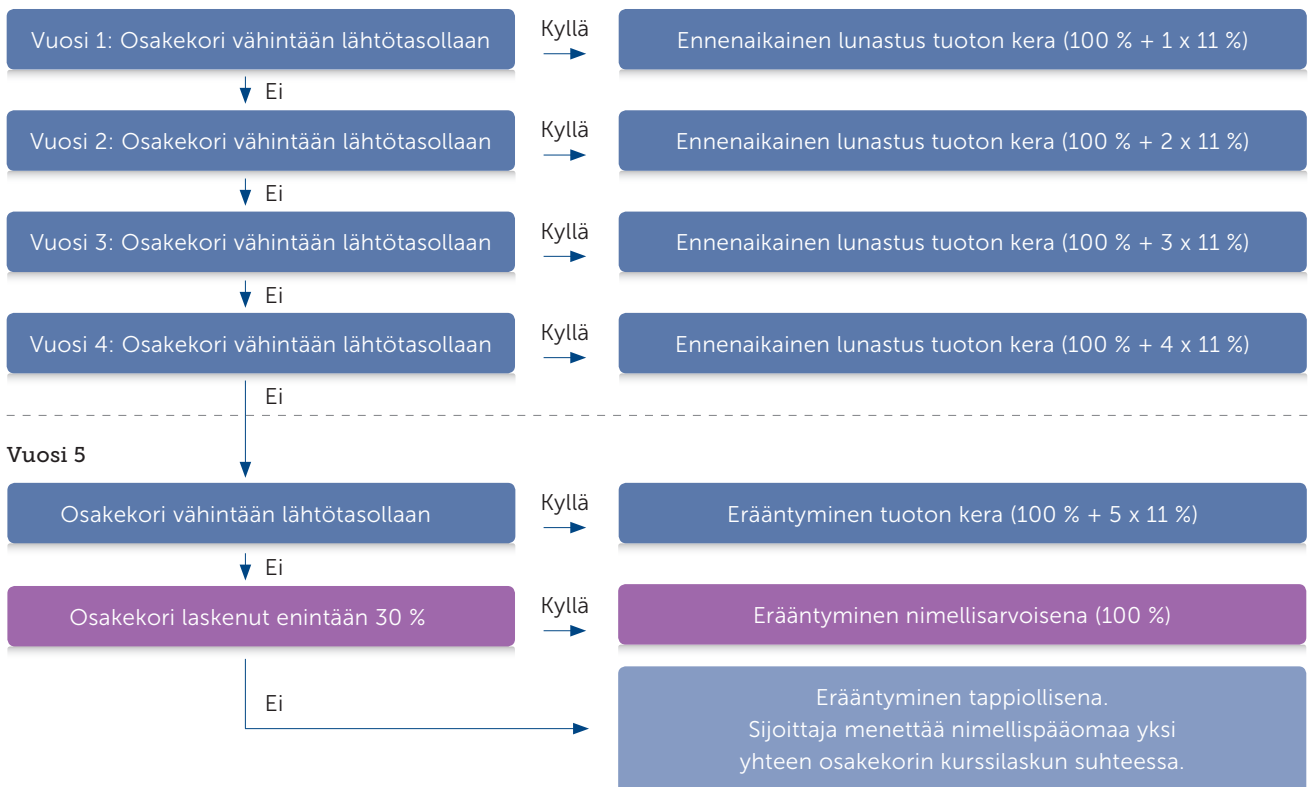 Vuosi 1: Osakekori vähintään lähtötasollaan
Kyllä
Ennenaikainen lunastus tuoton kera (100 % + 1 x 11 %)
Ei
Vuosi 2: Osakekori vähintään lähtötasollaan
Kyllä
Ennenaikainen lunastus tuoton kera (100 % + 2 x 11 %)
Ei
Vuosi 3: Osakekori vähintään lähtötasollaan
Kyllä
Ennenaikainen lunastus tuoton kera (100 % + 3 x 11 %)
Ei
Vuosi 4: Osakekori vähintään lähtötasollaan
Kyllä
Ennenaikainen lunastus tuoton kera (100 % + 4 x 11 %)
Ei
Vuosi 5
Osakekori vähintään lähtötasollaan
Kyllä
Erääntyminen tuoton kera (100 % + 5 x 11 %)
Ei
Osakekori laskenut enintään 30 %
Kyllä
Erääntyminen nimellisarvoisena (100 %)
Ei
Erääntyminen tappiollisena.
Sijoittaja menettää nimellispääomaa yksi
yhteen osakekorin kurssilaskun suhteessa.